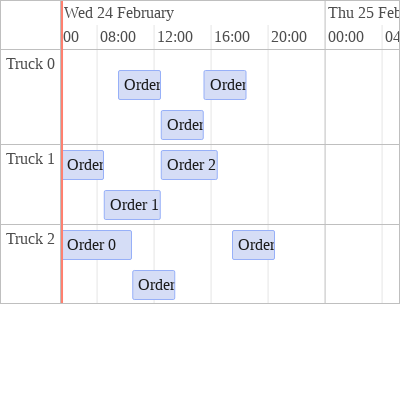 Wed 24 February Thu 25 Feb
00 08:00 12:00 16:00 20:00 00:00 04
Truck 0
Order Order
Order
Truck 1
Order Order 2
Order 1
Truck 2
Order 0 Order
Order